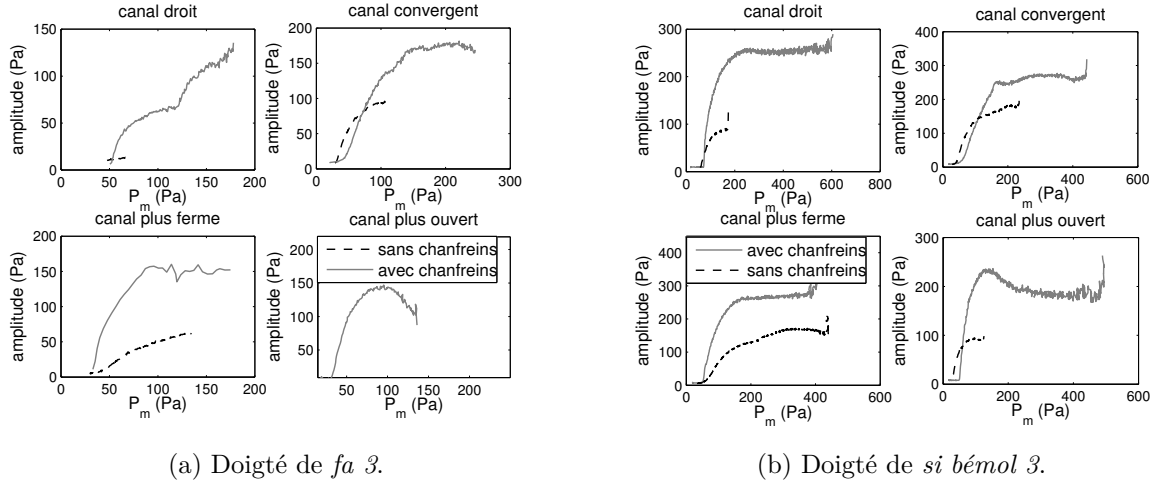 canal droit
150
100
50
0
amplitude (Pa)
0 50 100 150 200
P_m (Pa)
canal convergent
200
150
100
50
0
0 100 200 300
P_m (Pa)
canal plus ferme
200
150
100
50
0
amplitude (Pa)
0 50 100 150 200
P_m (Pa)
canal plus ouvert
200
150
100
50
50 100 150 200
P_m (Pa)
sans chanfreins
avec chanfreins
(a) Doigté de fa 3.
canal droit
300
200
100
0
amplitude (Pa)
0 200 400 600 800
P_m (Pa)
canal convergent
400
300
200
100
0
amplitude (Pa)
0 200 400 600
P_m (Pa)
canal plus ferme
400
300
200
100
0
amplitude (Pa)
0 200 400 600
P_m (Pa)
avec chanfreins
sans chanfreins
canal plus ouvert
300
200
100
0
amplitude (Pa)
0 200 400 600
P_m (Pa)
(b) Doigté de si bémol 3.